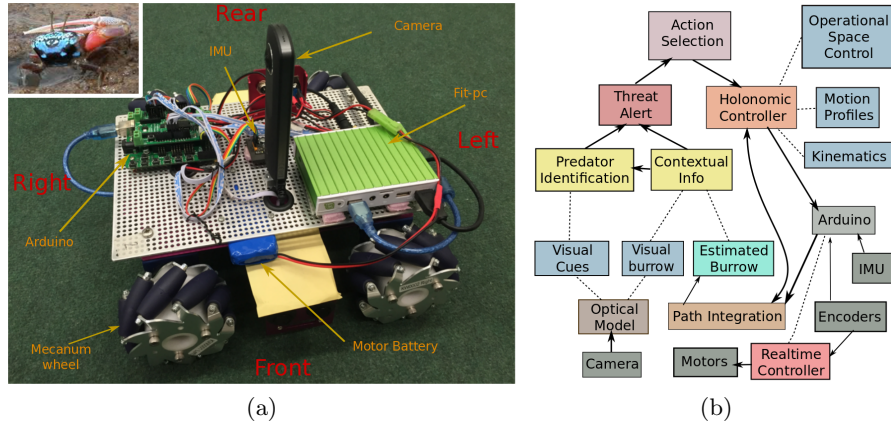 Rear
Camera
IMU
Fit-pc
Left
Right
Arduino
Mecanum
wheel
Motor Battery
Front
(a)
Action
Selection
Operational
Space
Control
Threat
Alert
Holonomic
Controller
Motion
Profiles
Predator
Identification
Contextual
Info
Kinematics
Arduino
Visual
Cues
Visual
burrow
Estimated
Burrow
IMU
Optical
Model
Path Integration
Encoders
Camera
Motors
Realtime
Controller
(b)